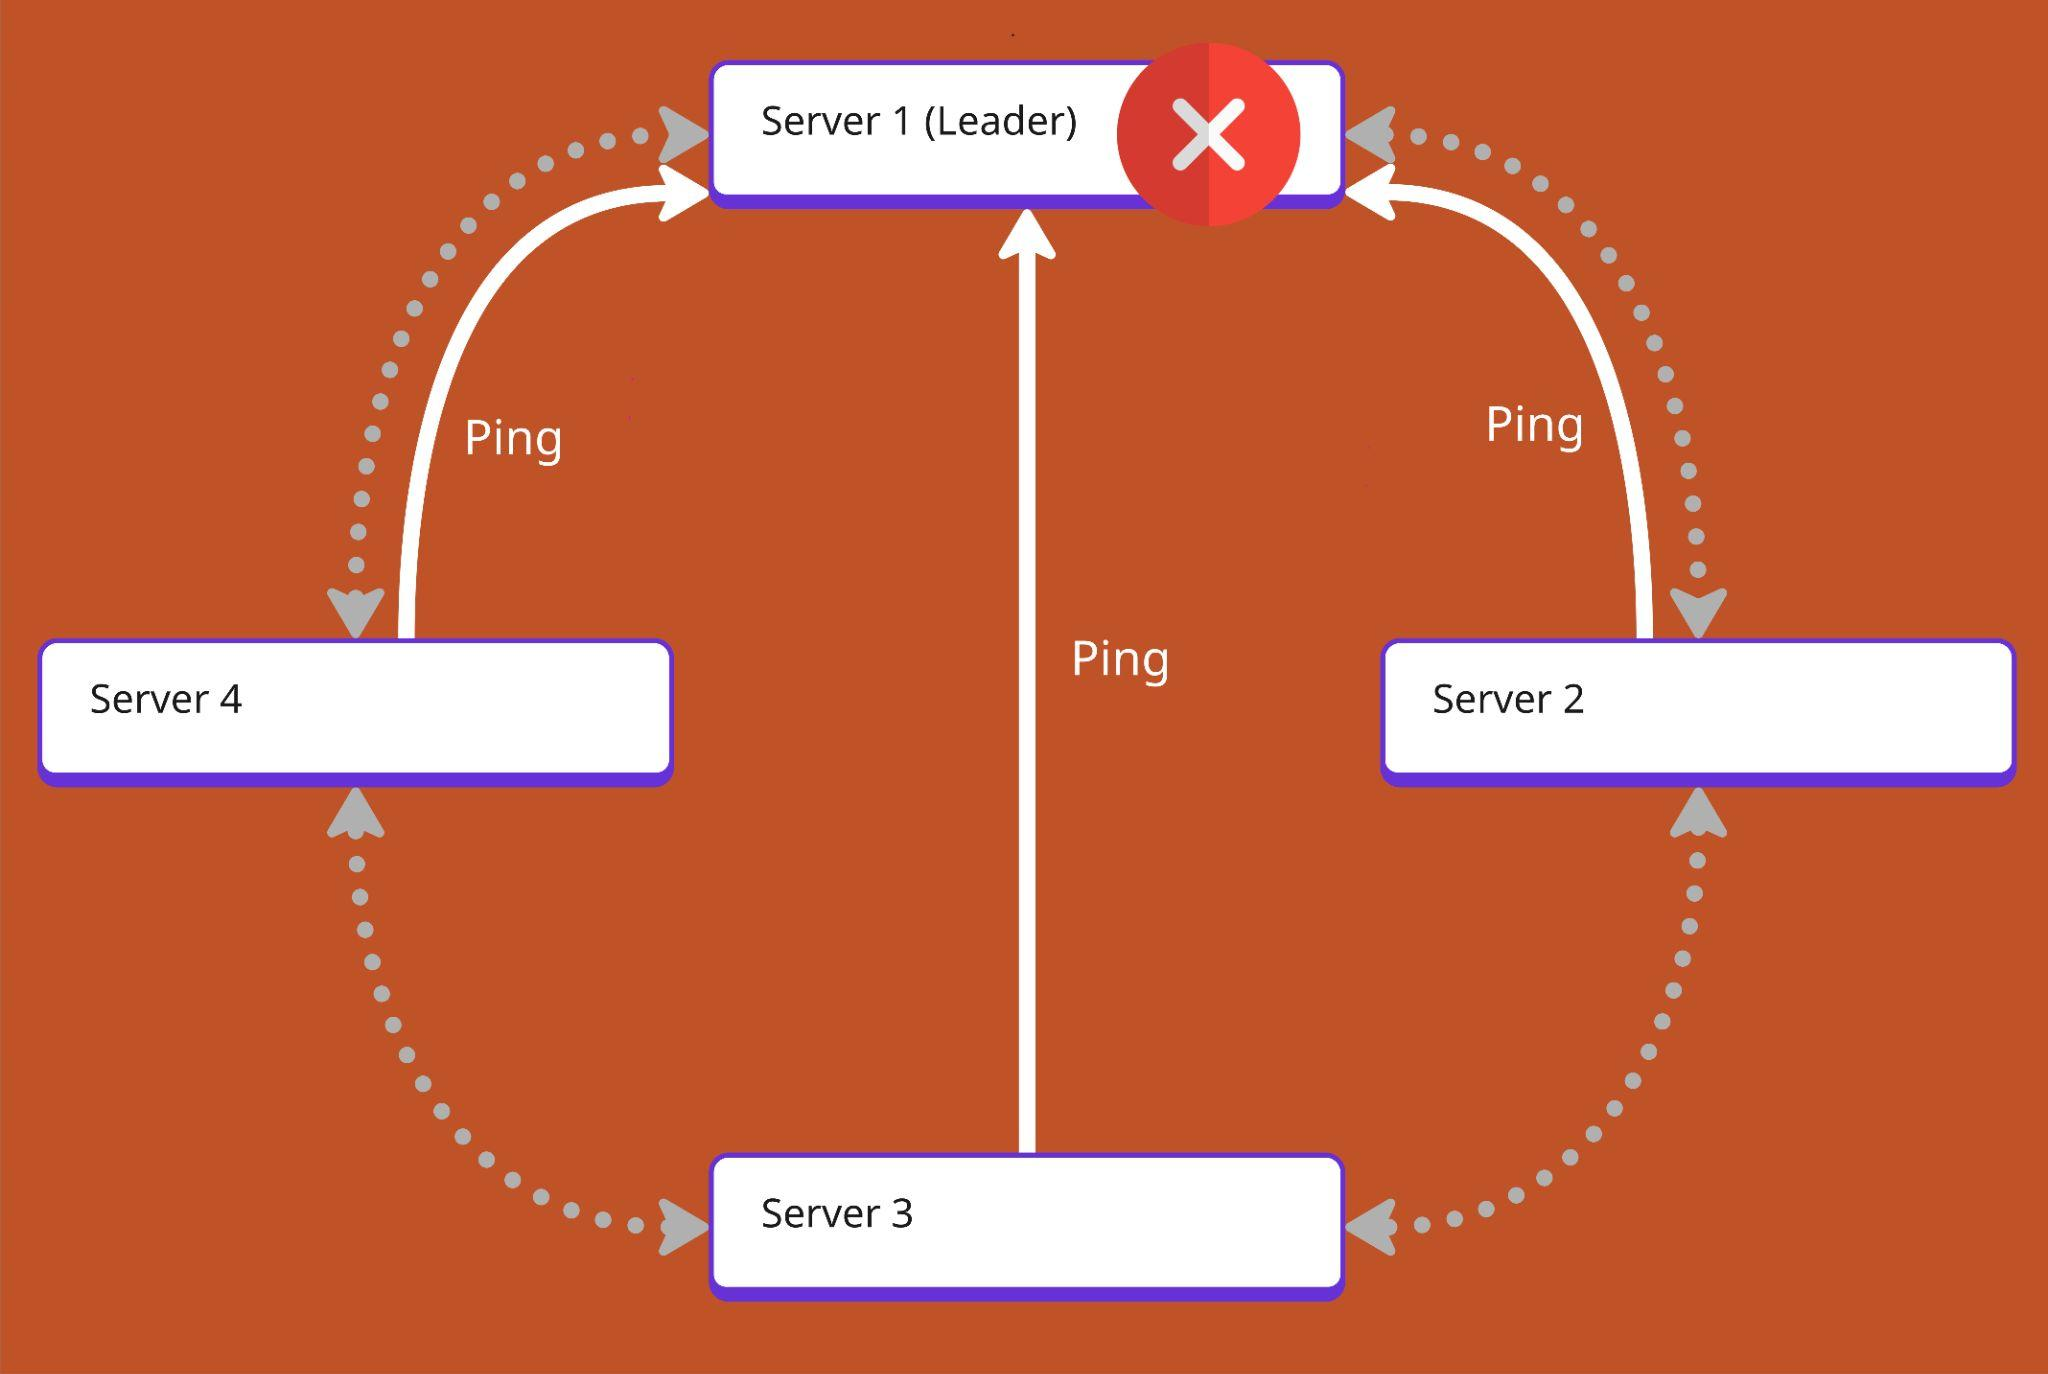 Server 1 (Leader)
Ping
Ping
Ping
Server 4
Server 2
Server 3